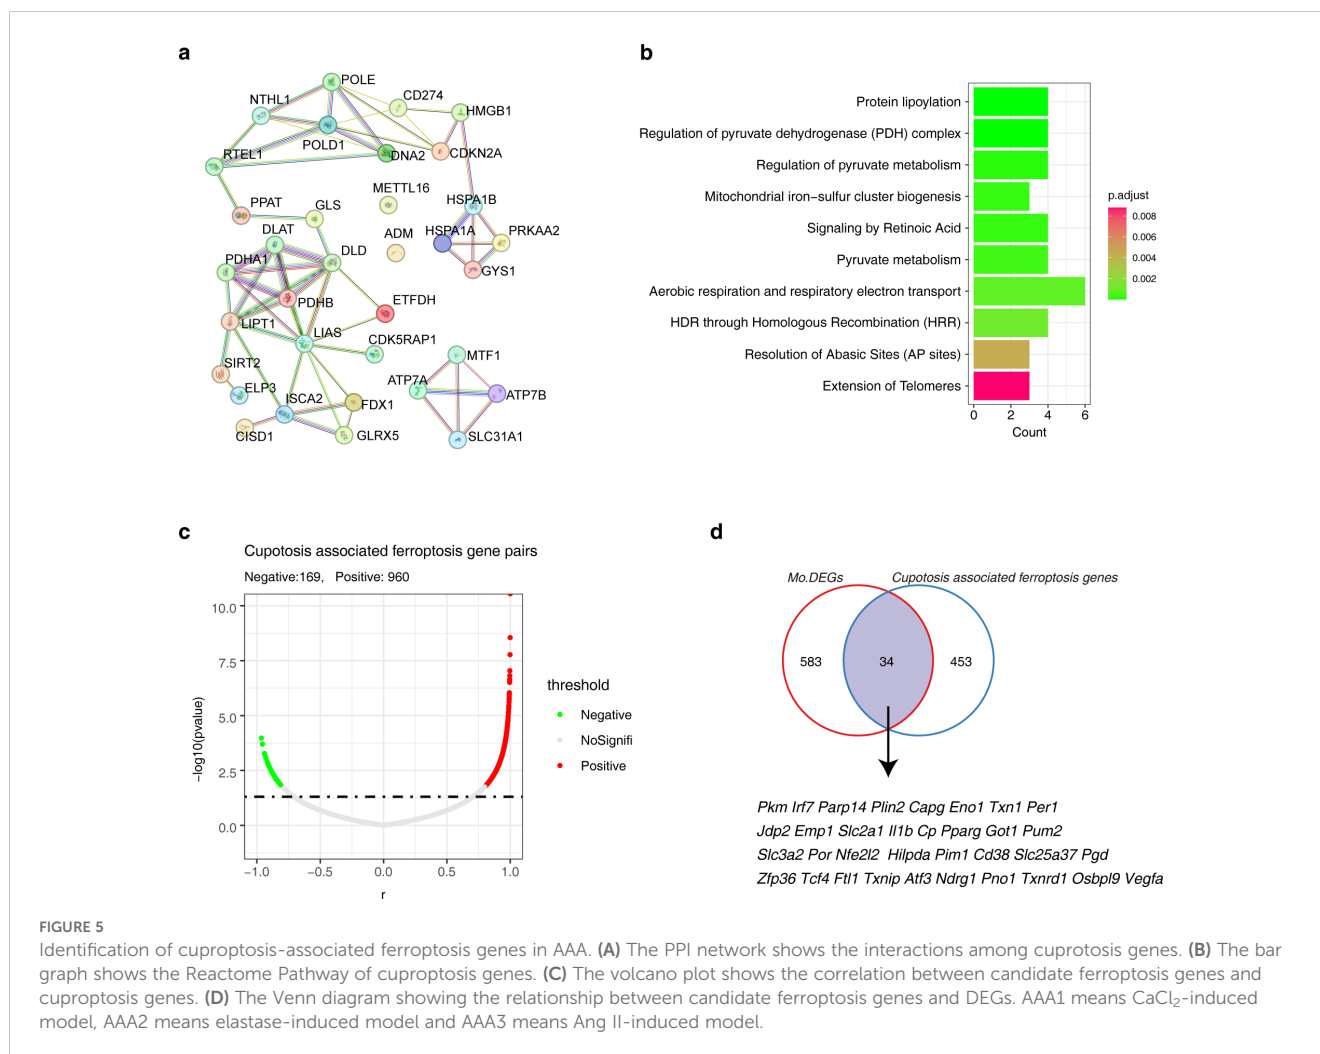 a
POLE
CD274
NTHL1
HMGB1
POLD1
DNA2
CDKN2A
RTEL1
METTL16
PPAT
GLS
HSPA1B
DLAT
ADM
HSPA1A
PRKAA2
DLD
PDHA1
GYS1
PDHB
ETFDH
LIPT1
LIAS
CDK5RAP1
MTF1
SIRT2
ATP7A
ELP3
ATP7B
ISCA2
FDX1
CISD1
GLRX5
SLC31A1
b
Protein lipoylation
Regulation of pyruvate dehydrogenase (PDH) complex
Regulation of pyruvate metabolism
Mitochondrial iron−sulfur cluster biogenesis
Signaling by Retinoic Acid
Pyruvate metabolism
Aerobic respiration and respiratory electron transport
HDR through Homologous Recombination (HRR)
Resolution of Abasic Sites (AP sites)
Extension of Telomeres
0 2 4 6
Count
p.adjust
0.008
0.006
0.004
0.002
c
Cupotosis associated ferroptosis gene pairs
Negative:169, Positive: 960
10.0
7.5
5.0
2.5
0.0
−log10(pvalue)
−1.0 −0.5 0.0 0.5 1.0
r
threshold
Negative
NoSignifi
Positive
d
Mo.DEGs
Cupotosis associated ferroptosis genes
583 34 453
Pkm Irf7 Parp14 Plin2 Capg Eno1 Txn1 Per1
Jdp2 Emp1 Slc2a1 Il1b Cp Pparg Got1 Pum2
Slc3a2 Por Nfe2l2 Hilpda Pim1 Cd38 Slc25a37 Pgd
Zfp36 Tcf4 Ftl1 Txnip Atf3 Ndrg1 Pno1 Txnrd1 Osbpl9 Vegfa
FIGURE 5
Identification of cuproptosis-associated ferroptosis genes in AAA. (A) The PPI network shows the interactions among cuprotosis genes. (B) The bar
graph shows the Reactome Pathway of cuproptosis genes. (C) The volcano plot shows the correlation between candidate ferroptosis genes and
cuproptosis genes. (D) The Venn diagram showing the relationship between candidate ferroptosis genes and DEGs. AAA1 means CaCl₂-induced
model, AAA2 means elastase-induced model and AAA3 means Ang II-induced model.